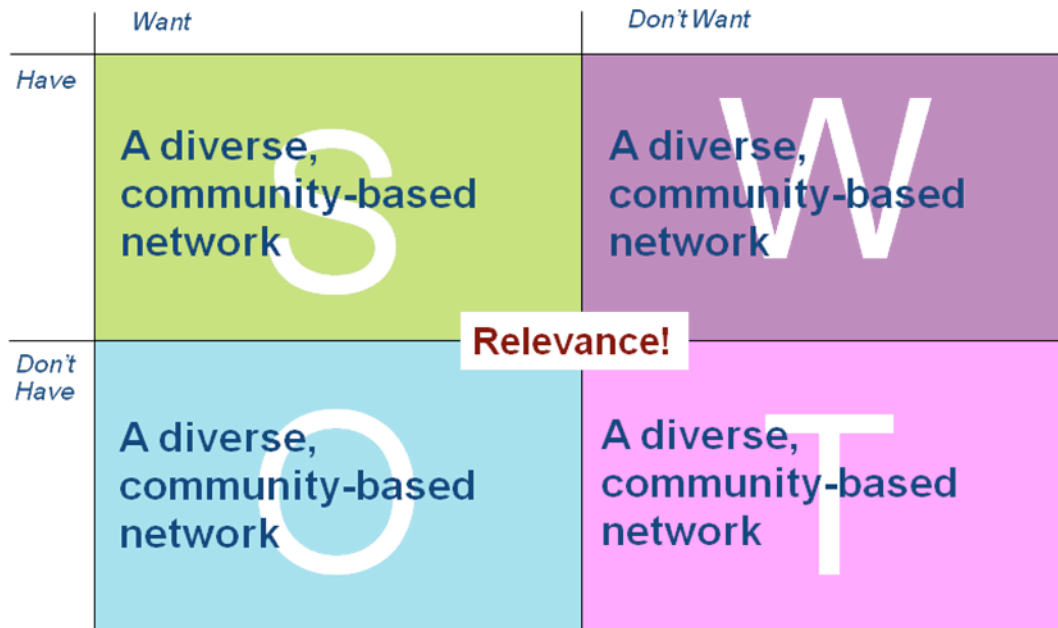 Want
Don't Want
Have
S
A diverse,
community-based
network
W
A diverse,
community-based
network
Relevance!
Don't
Have
O
A diverse,
community-based
network
T
A diverse,
community-based
network